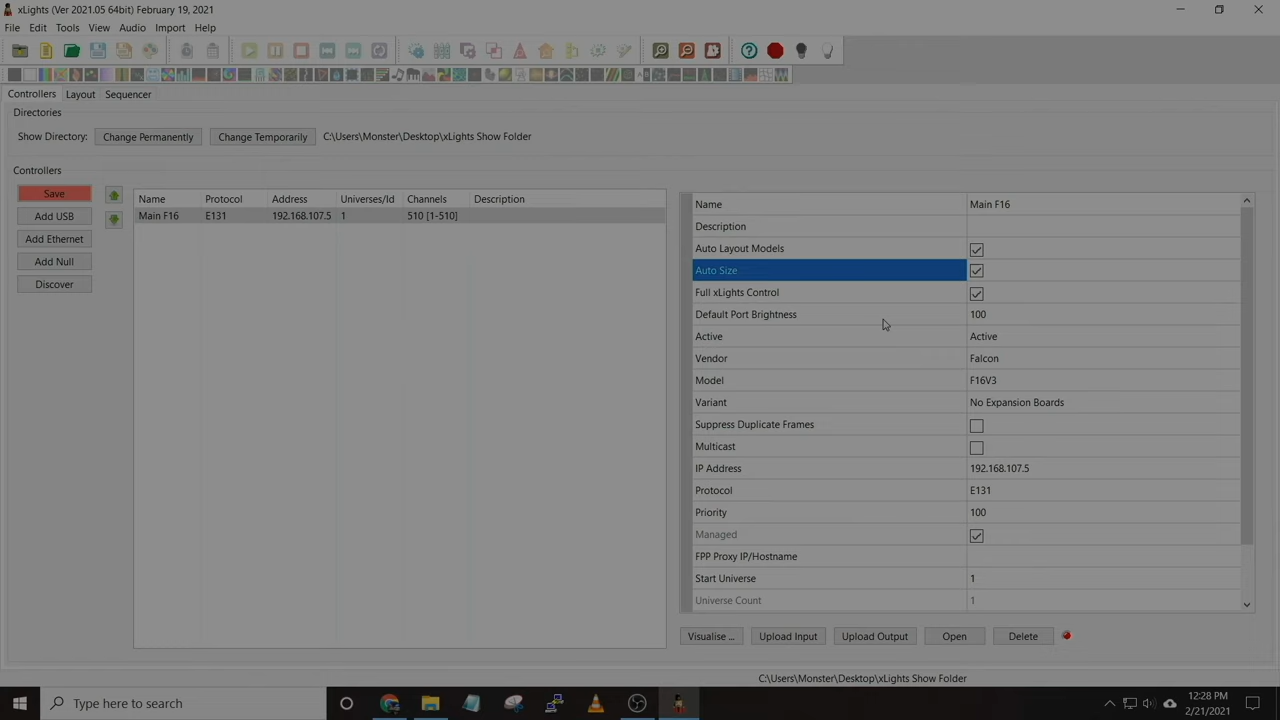 xLights (Ver 2021.05 64bit) February 19, 2021
File Edit Tools View Audio Import Help
Controllers Layout Sequencer
Directories
Show Directory: Change Permanently Change Temporarily C:\Users\Monster\Desktop\xLights Show Folder
Controllers
Save
Add USB
Add Ethernet
Add Null
Discover
Name Protocol Address Universes/Id Channels Description
Main F16 E131 192.168.107.5 1 510 [1-510]
Name Main F16
Description
Auto Layout Models
Auto Size
Full xLights Control
Default Port Brightness 100
Active Active
Vendor Falcon
Model F16V3
Variant No Expansion Boards
Suppress Duplicate Frames
Multicast
IP Address 192.168.107.5
Protocol E131
Priority 100
Managed
FPP Proxy IP/Hostname
Start Universe 1
Universe Count 1
Visualise ... Upload Input Upload Output Open Delete
C:\Users\Monster\Desktop\xLights Show Folder
Type here to search
12:28 PM
2/21/2021